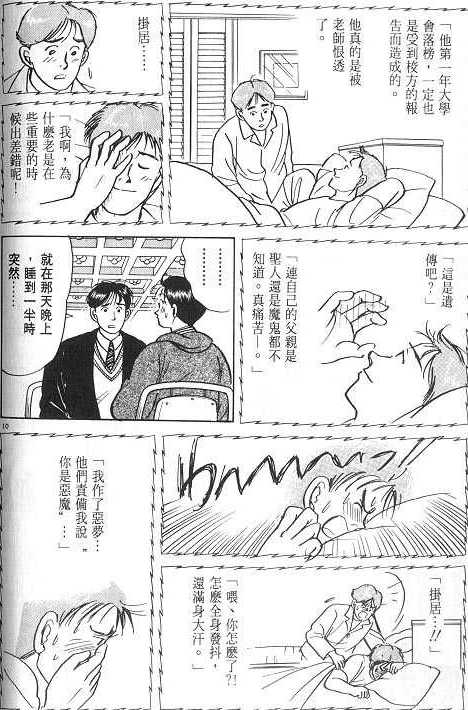 「他第一年大學
會落榜，一定也
是受到校方的報
告而造成的。
他真的是被
老師恨透
了。
掛居……
「我啊，為
什麼老是在
些重要的時
候出差錯呢！
「這是遺
傳吧？」
「連自己的父親是
聖人還是魔鬼都不
知道。真痛苦—。」
………
………
就在那天晚上
，睡到一半時
突然……
10
「掛居…!!」
「喂、你怎麼了?!
怎麼全身發抖，
還滿身大汗。」
「我作了惡夢…
他們責備我說〝
你是惡魔〞…」